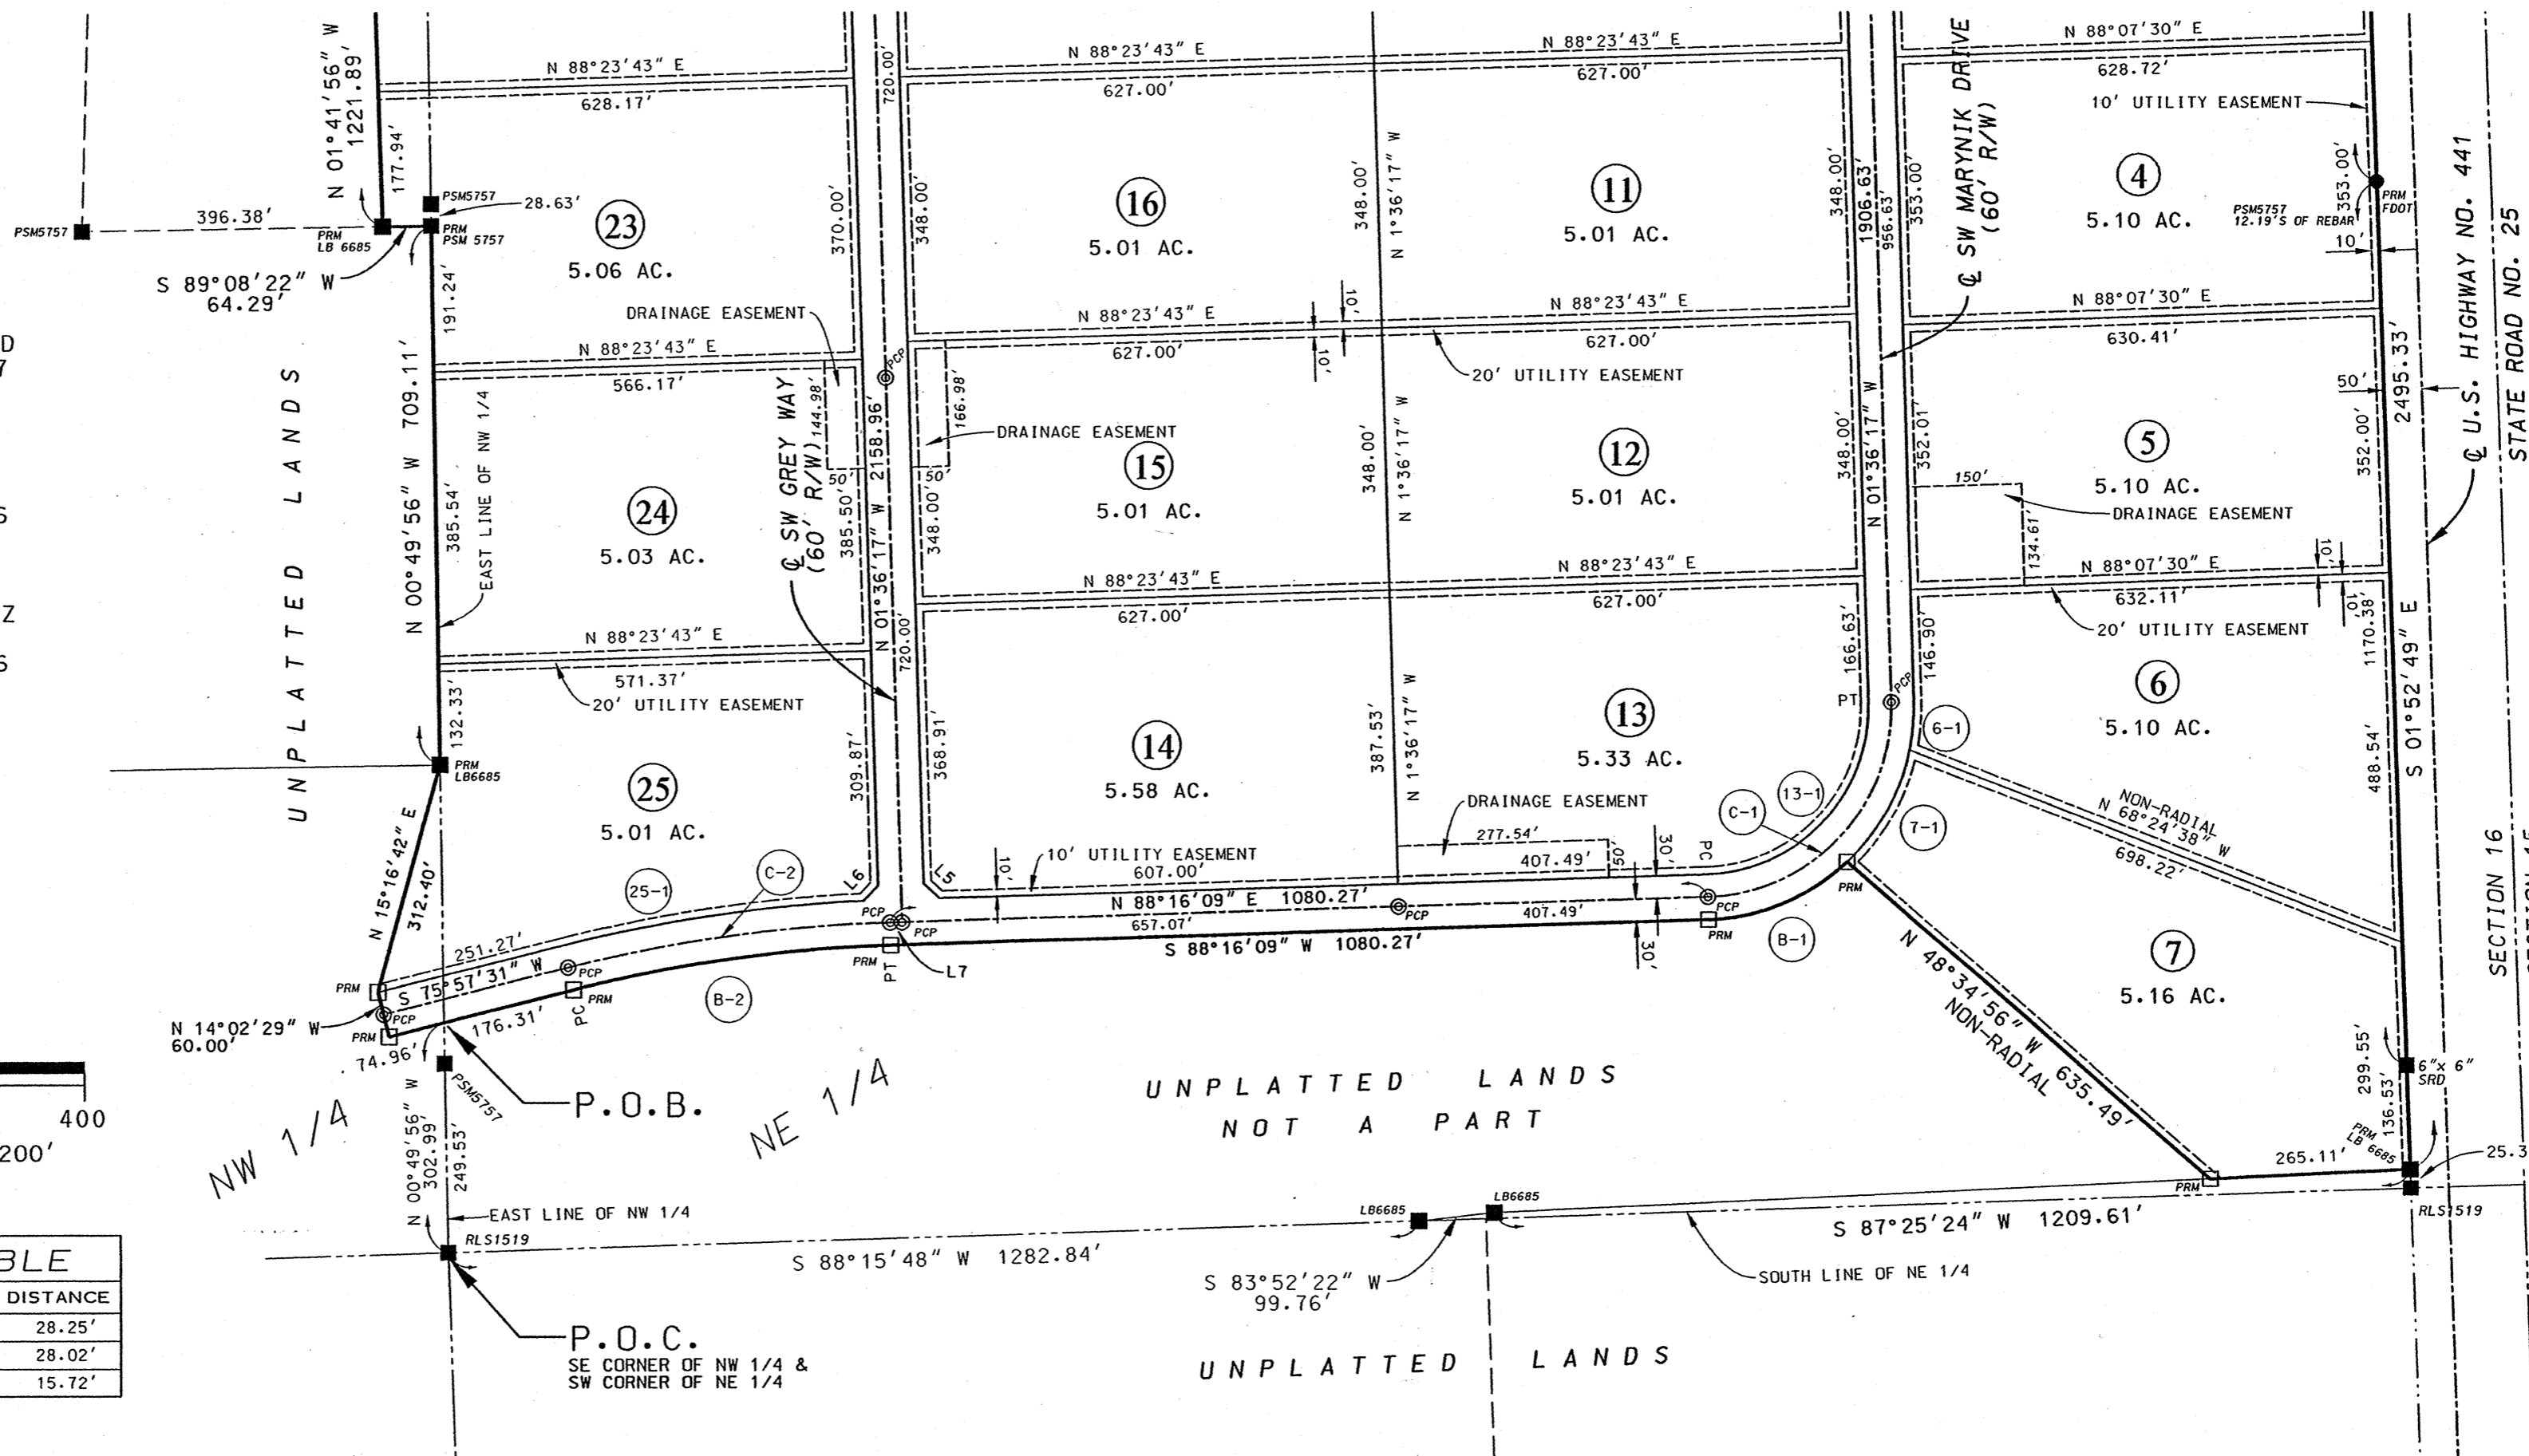 N 01°41'56" W
1221.89'
177.94'
N 88°23'43" E
628.17'
720.00'
N 88°23'43" E
627.00'
N 88°23'43" E
627.00'
N 88°07'30" E
628.72'
10' UTILITY EASEMENT
℄ SW MARYNIK DRIVE
(60' R/W)
℄ U.S. HIGHWAY NO. 441
STATE ROAD NO. 25
PSM5757
396.38'
PRM
LB 6685
PSM5757
28.63'
PRM
PSM 5757
S 89°08'22" W
64.29'
191.24'
23
5.06 AC.
370.00'
348.00'
16
5.01 AC.
348.00'
N 1°36'17" W
11
5.01 AC.
348.00'
1906.63'
956.63'
353.00'
4
5.10 AC.
353.00'
PRM
FDOT
PSM5757
12.19'S OF REBAR
10'
DRAINAGE EASEMENT
N 88°23'43" E
566.17'
PCP
N 88°23'43" E
627.00'
10'
10'
N 88°23'43" E
627.00'
20' UTILITY EASEMENT
N 88°07'30" E
630.41'
50'
2495.33'
D
UNPLATTED LANDS
N 00°49'56" W 709.11'
385.54'
EAST LINE OF NW 1/4
24
5.03 AC.
144.98'
50'
385.50'
℄ SW GREY WAY
(60' R/W)
N 01°36'17" W 2158.96'
166.98'
50'
DRAINAGE EASEMENT
348.00'
15
5.01 AC.
348.00'
N 1°36'17" W
12
5.01 AC.
348.00'
N 01°36'17" W
352.01'
5
5.10 AC.
150'
DRAINAGE EASEMENT
134.61'
352.00'
Z
N 88°23'43" E
571.37'
20' UTILITY EASEMENT
720.00'
N 88°23'43" E
627.00'
N 88°23'43" E
627.00'
N 88°07'30" E
632.11'
10'
10'
20' UTILITY EASEMENT
132.33'
PRM
LB6685
25
5.01 AC.
309.87'
368.91'
14
5.58 AC.
387.53'
N 1°36'17" W
13
5.33 AC.
166.63'
PT
PCP
146.90'
6-1
6
5.10 AC.
1170.38'
488.54'
S 01°52'49" E
N 15°16'42" E
312.40'
25-1
C-2
L6
L5
10'
10' UTILITY EASEMENT
607.00'
DRAINAGE EASEMENT
277.54'
407.49'
50'
30'
PC
C-1
13-1
7-1
NON-RADIAL
N 68°24'38" W
698.22'
251.27'
PRM
S 75°57'31" W
PCP
PRM
PC
B-2
PCP
PCP
PRM
PT
L7
N 88°16'09" E 1080.27'
657.07'
PCP
407.49'
S 88°16'09" W 1080.27'
30'
PCP
PRM
B-1
PRM
7
5.16 AC.
N 48°34'56" W 635.49'
NON-RADIAL
SECTION 16
N 14°02'29" W
60.00'
PCP
PRM
74.96'
176.31'
PSM5757
P.O.B.
299.55'
136.53'
6"x 6"
SRD
PRM
LB 6685
400
200'
NW 1/4
NE 1/4
UNPLATTED LANDS
NOT A PART
N 00°49'56" W
302.99'
249.53'
EAST LINE OF NW 1/4
RLS1519
S 88°15'48" W 1282.84'
LB6685
LB6685
S 83°52'22" W
99.76'
S 87°25'24" W 1209.61'
SOUTH LINE OF NE 1/4
PRM
265.11'
25.3
RLS1519
BLE
DISTANCE
28.25'
28.02'
15.72'
P.O.C.
SE CORNER OF NW 1/4 &
SW CORNER OF NE 1/4
UNPLATTED LANDS